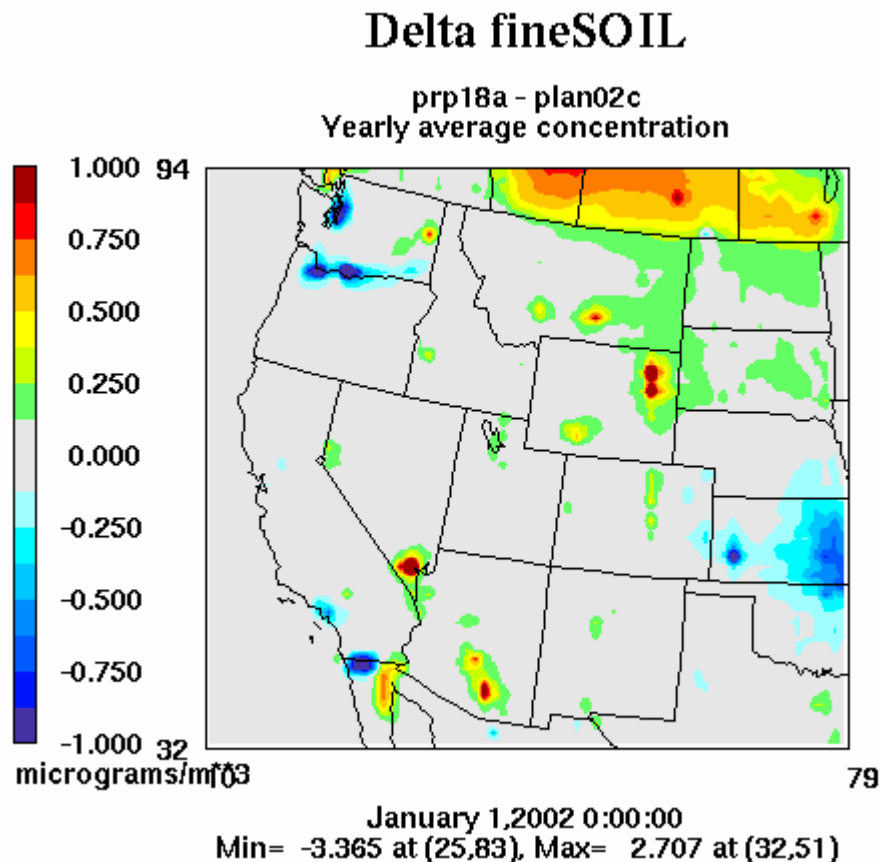 Delta fineSOIL
prp18a - plan02c
Yearly average concentration
1.000
0.750
0.500
0.250
0.000
-0.250
-0.500
-0.750
-1.000
94
32
micrograms/m**3
79
January 1,2002 0:00:00
Min= -3.365 at (25,83), Max= 2.707 at (32,51)